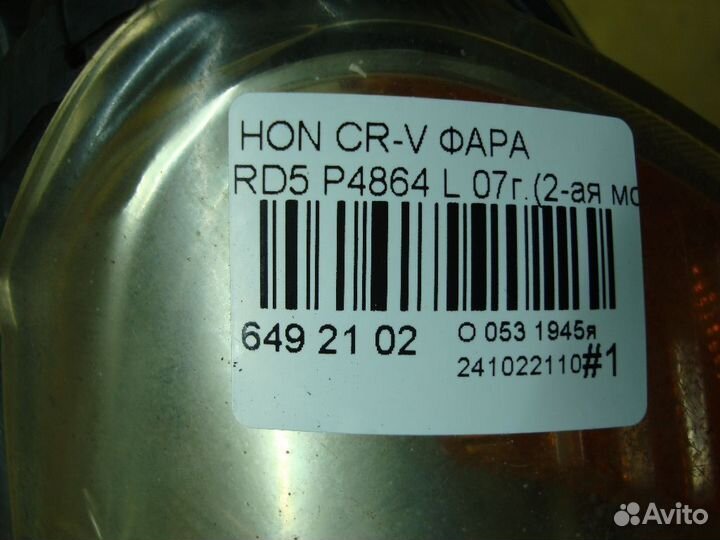 HON CR-V ФАРА
RD5 P4864 L 07г.(2-ая мо
649 21 02
О 053 1945я
241022110#1
Avito